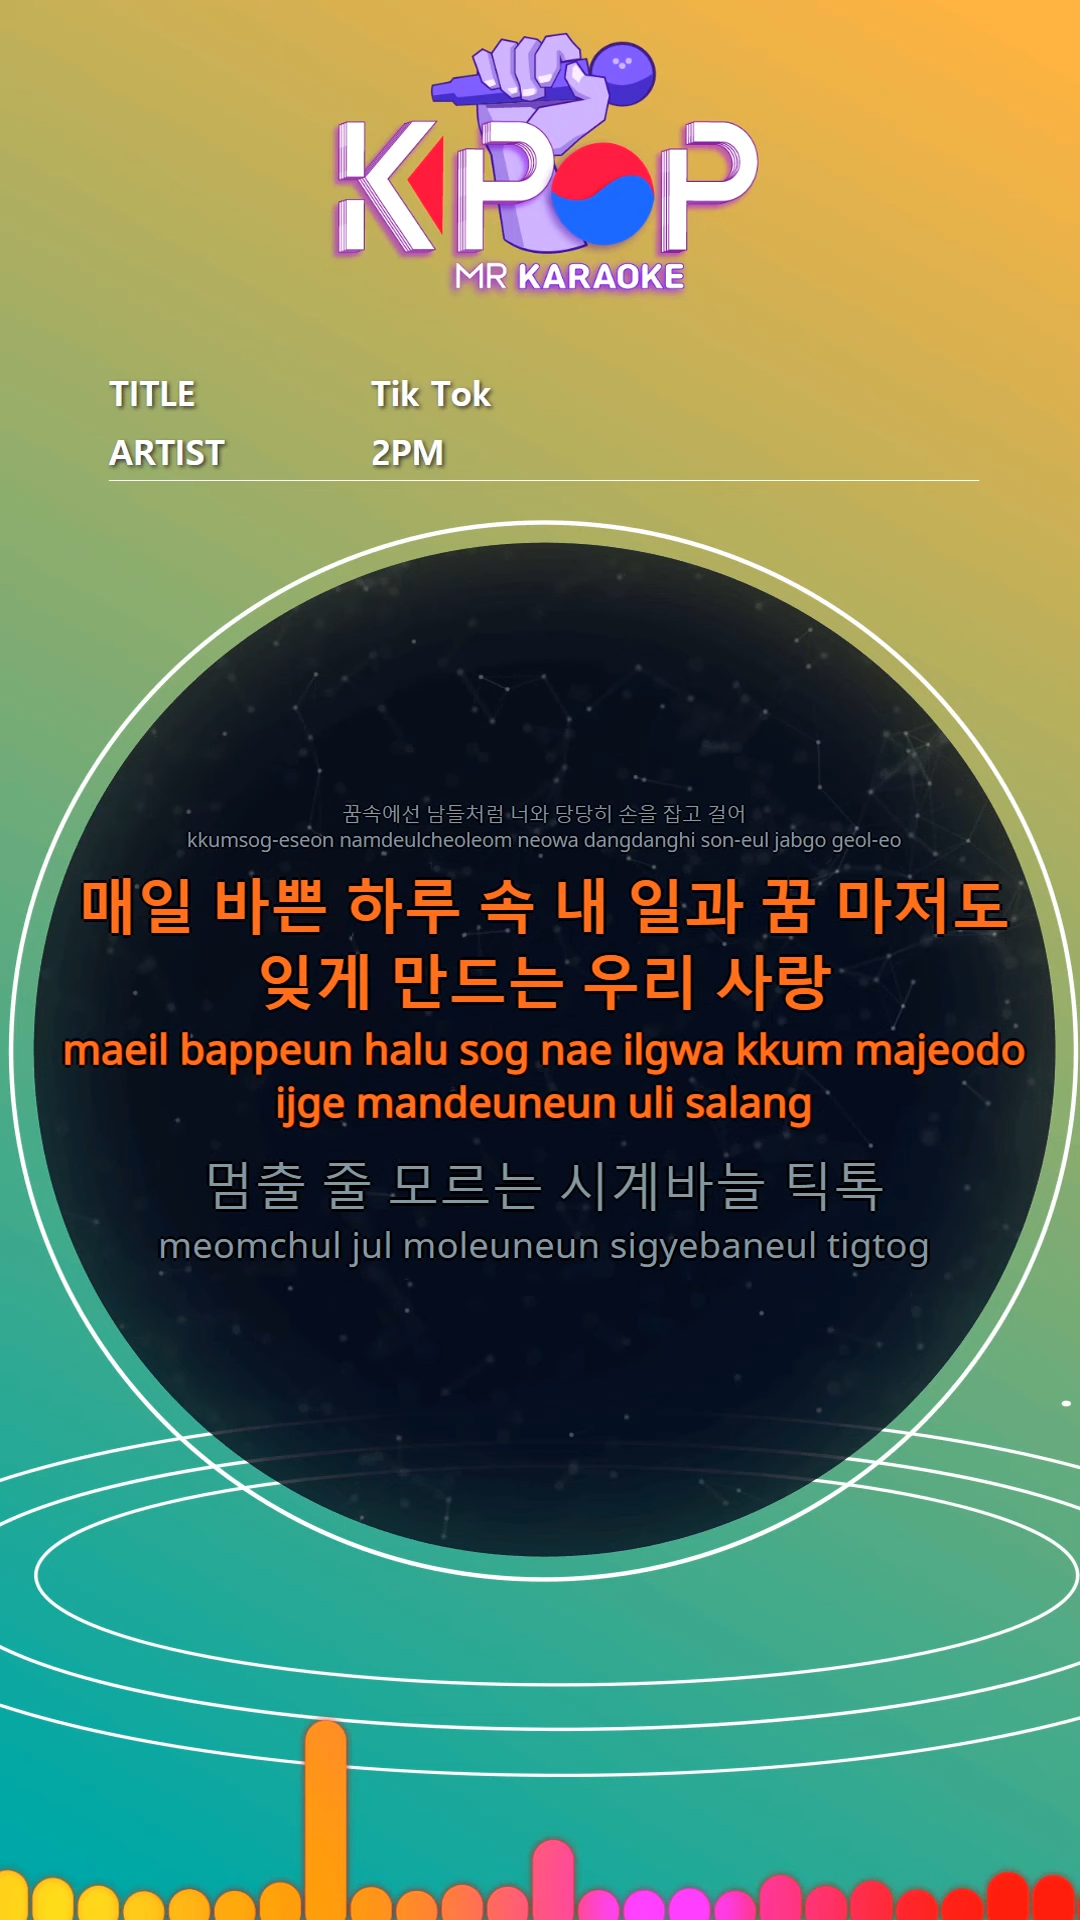 KPOP
MR KARAOKE
TITLE Tik Tok
ARTIST 2PM
꿈속에선 남들처럼 너와 당당히 손을 잡고 걸어
kkumsog-eseon namdeulcheoleom neowa dangdanghi son-eul jabgo geol-eo
매일 바쁜 하루 속 내 일과 꿈 마저도
잊게 만드는 우리 사랑
maeil bappeun halu sog nae ilgwa kkum majeodo
ijge mandeuneun uli salang
멈출 줄 모르는 시계바늘 틱톡
meomchul jul moleuneun sigyebaneul tigtog